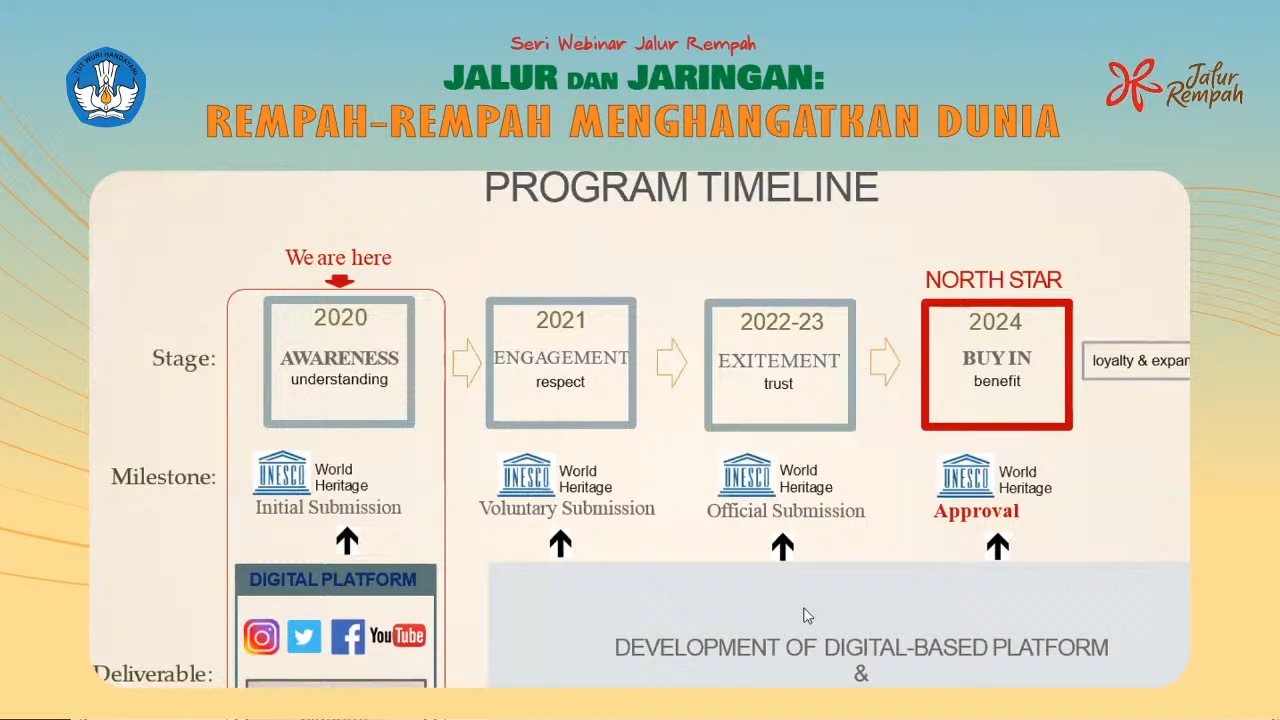 Seri Webinar Jalur Rempah
JALUR DAN JARINGAN:
REMPAH-REMPAH MENGHANGATKAN DUNIA
TUT WURI HANDAYANI
Jalur
Rempah
PROGRAM TIMELINE
We are here
NORTH STAR
Stage:
2020
AWARENESS
understanding
2021
ENGAGEMENT
respect
2022-23
EXITEMENT
trust
2024
BUY IN
benefit
loyalty & expan
Milestone:
UNESCO
World
Heritage
Initial Submission
UNESCO
World
Heritage
Voluntary Submission
UNESCO
World
Heritage
Official Submission
UNESCO
World
Heritage
Approval
DIGITAL PLATFORM
YouTube
Deliverable:
DEVELOPMENT OF DIGITAL-BASED PLATFORM
&